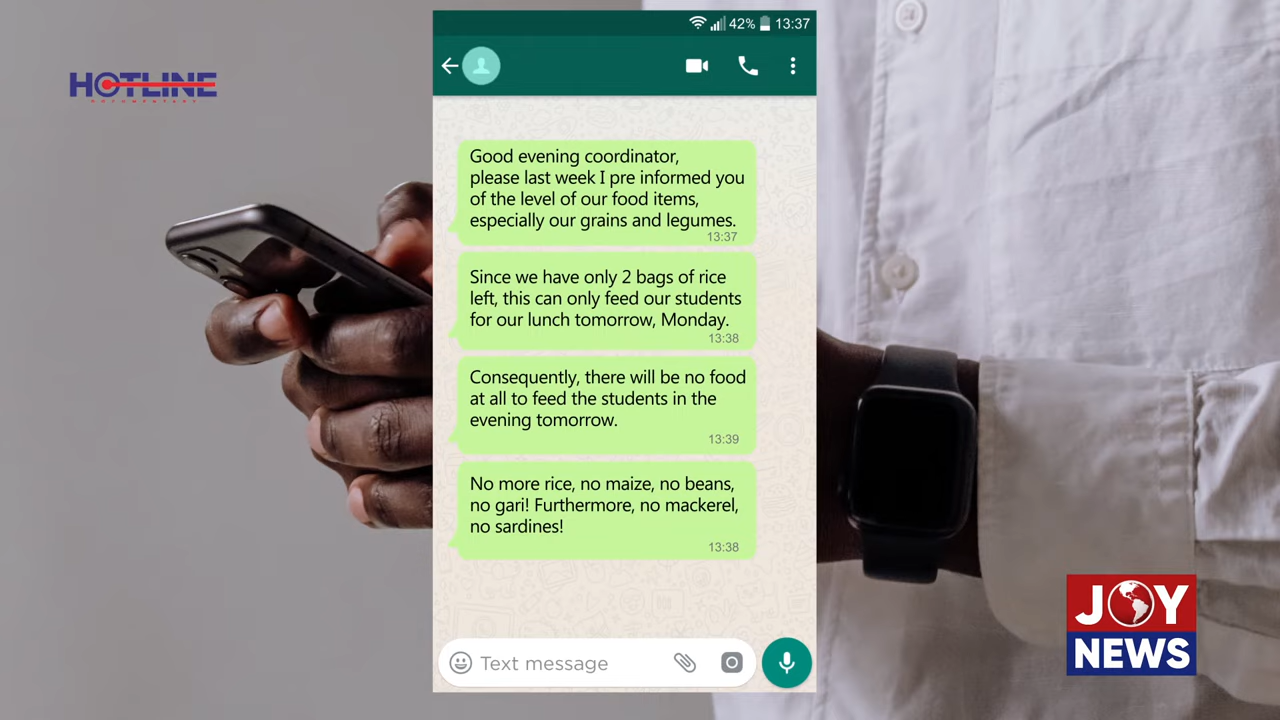 42% 13:37
HOTLINE
DOCUMENTARY
Good evening coordinator,
please last week I pre informed you
of the level of our food items,
especially our grains and legumes.
13:37
Since we have only 2 bags of rice
left, this can only feed our students
for our lunch tomorrow, Monday.
13:38
Consequently, there will be no food
at all to feed the students in the
evening tomorrow.
13:39
No more rice, no maize, no beans,
no gari! Furthermore, no mackerel,
no sardines!
13:38
Text message
JOY
NEWS